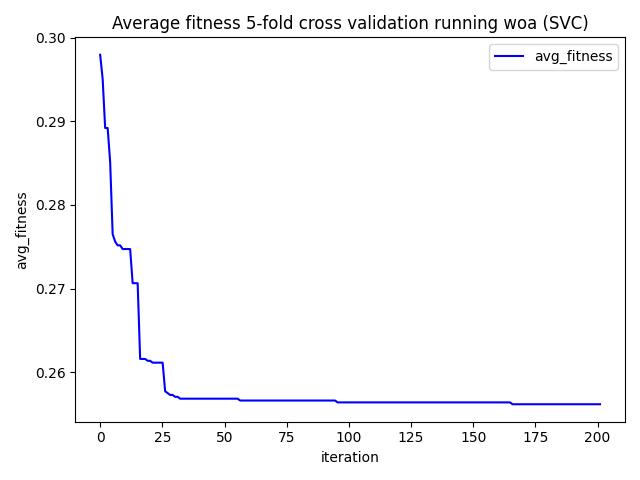 Average fitness 5-fold cross validation running woa (SVC)
avg_fitness
0.30
0.29
0.28
0.27
0.26
avg_fitness
0 25 50 75 100 125 150 175 200
iteration